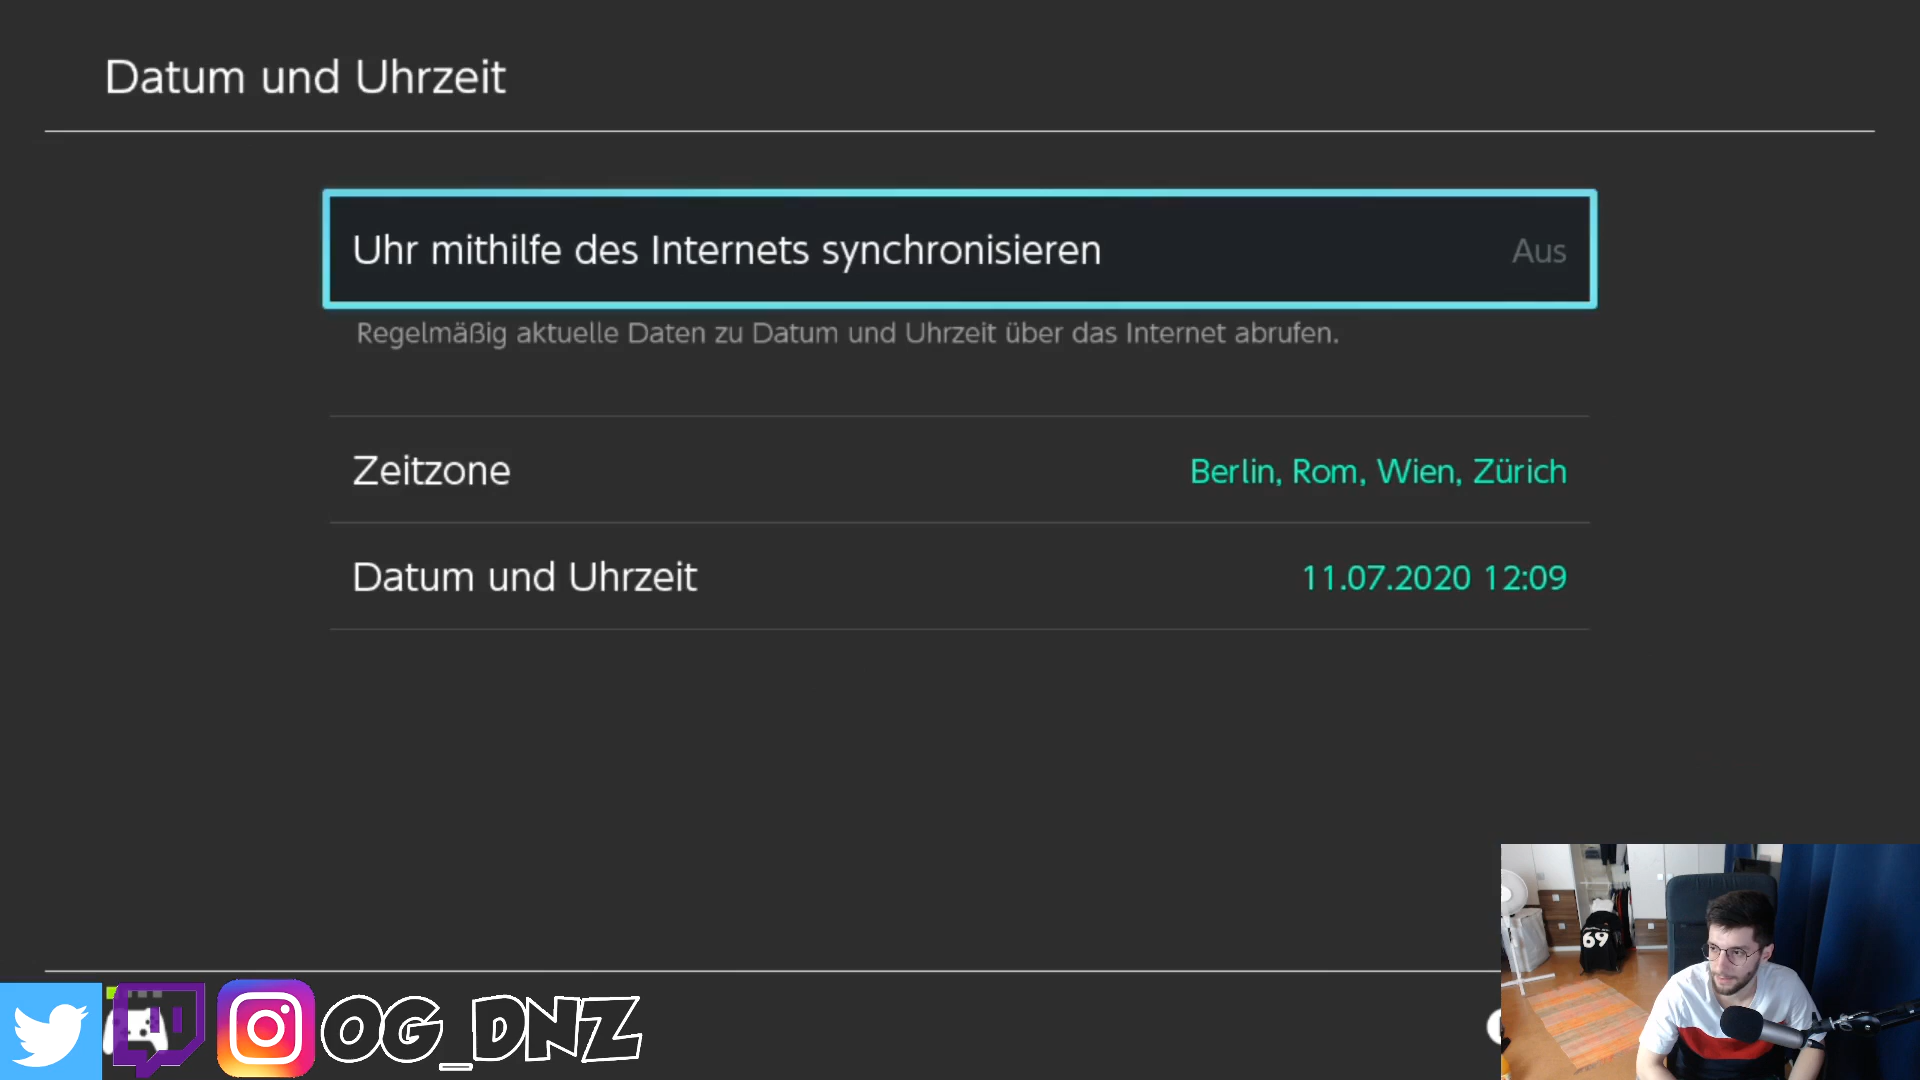 Datum und Uhrzeit
Uhr mithilfe des Internets synchronisieren Aus
Regelmäßig aktuelle Daten zu Datum und Uhrzeit über das Internet abrufen.
Zeitzone Berlin, Rom, Wien, Zürich
Datum und Uhrzeit 11.07.2020 12:09
69
OG_DNZ